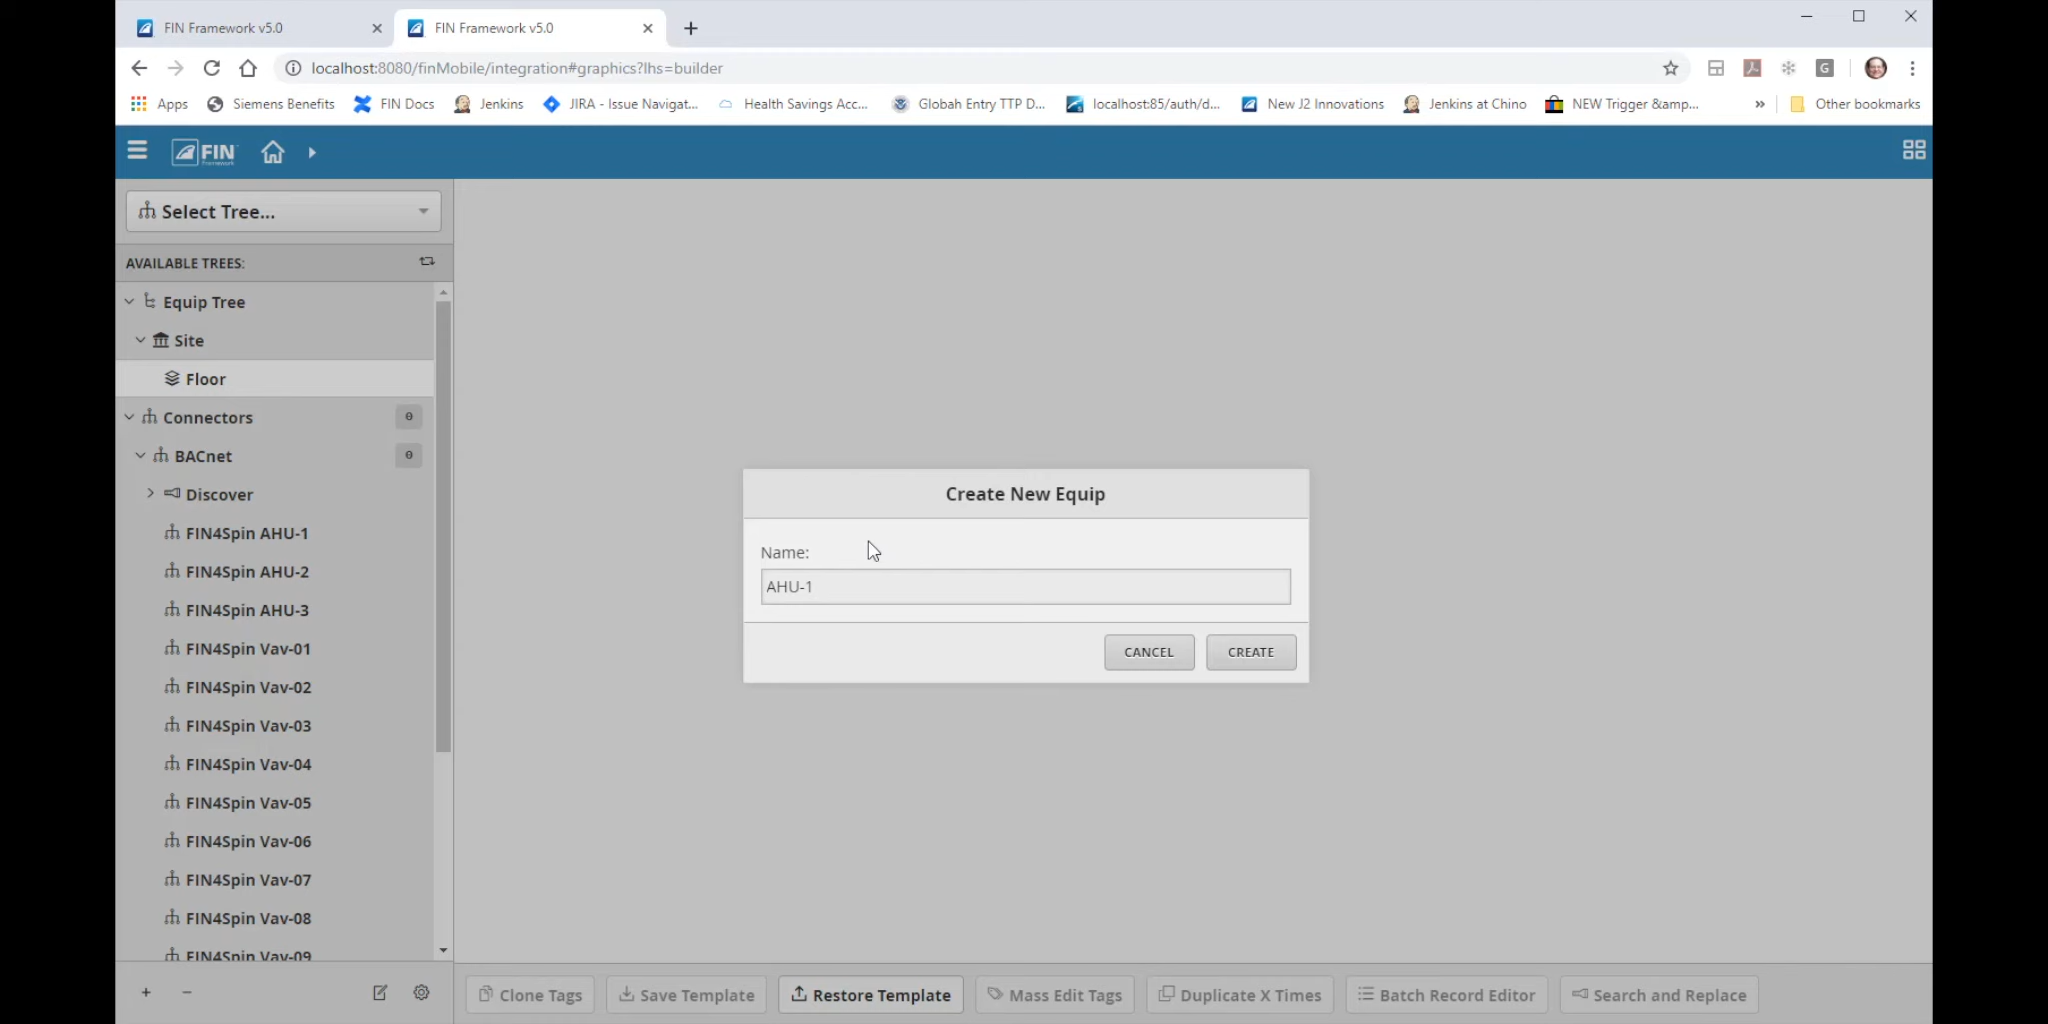 FIN Framework v5.0
FIN Framework v5.0
localhost:8080/finMobile/integration#graphics?lhs=builder
G
Apps
Siemens Benefits
FIN Docs
Jenkins
JIRA - Issue Navigat...
Health Savings Acc...
Globah Entry TTP D...
localhost:85/auth/d...
New J2 Innovations
Jenkins at Chino
NEW Trigger &amp...
»
Other bookmarks
FIN
Framework
Select Tree...
AVAILABLE TREES:
Equip Tree
Site
Floor
Connectors 0
BACnet 0
Discover
FIN4Spin AHU-1
FIN4Spin AHU-2
FIN4Spin AHU-3
FIN4Spin Vav-01
FIN4Spin Vav-02
FIN4Spin Vav-03
FIN4Spin Vav-04
FIN4Spin Vav-05
FIN4Spin Vav-06
FIN4Spin Vav-07
FIN4Spin Vav-08
FIN4Spin Vav-09
Create New Equip
Name:
AHU-1
CANCEL
CREATE
Clone Tags
Save Template
Restore Template
Mass Edit Tags
Duplicate X Times
Batch Record Editor
Search and Replace